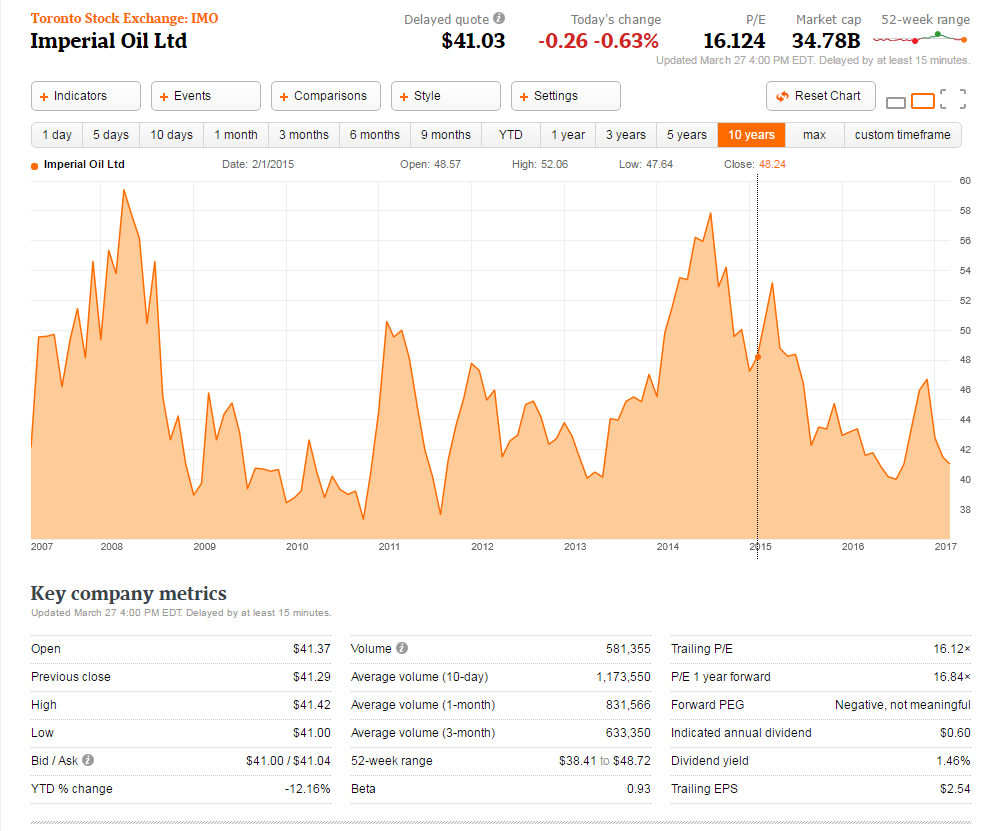 Toronto Stock Exchange: IMO
Imperial Oil Ltd
Delayed quote i
$41.03
Today's change
-0.26 -0.63%
P/E
16.124
Market cap
34.78B
52-week range
Updated March 27 4:00 PM EDT. Delayed by at least 15 minutes.
+ Indicators + Events + Comparisons + Style + Settings Reset Chart
1 day 5 days 10 days 1 month 3 months 6 months 9 months YTD 1 year 3 years 5 years 10 years max custom timeframe
Imperial Oil Ltd Date: 2/1/2015 Open: 48.57 High: 52.06 Low: 47.64 Close: 48.24
60
58
56
54
52
50
48
46
44
42
40
38
2007 2008 2009 2010 2011 2012 2013 2014 2015 2016 2017
Key company metrics
Updated March 27 4:00 PM EDT. Delayed by at least 15 minutes.
Open $41.37
Previous close $41.29
High $41.42
Low $41.00
Bid / Ask i $41.00 / $41.04
YTD % change -12.16%
Volume i 581,355
Average volume (10-day) 1,173,550
Average volume (1-month) 831,566
Average volume (3-month) 633,350
52-week range $38.41 to $48.72
Beta 0.93
Trailing P/E 16.12×
P/E 1 year forward 16.84×
Forward PEG Negative, not meaningful
Indicated annual dividend $0.60
Dividend yield 1.46%
Trailing EPS $2.54